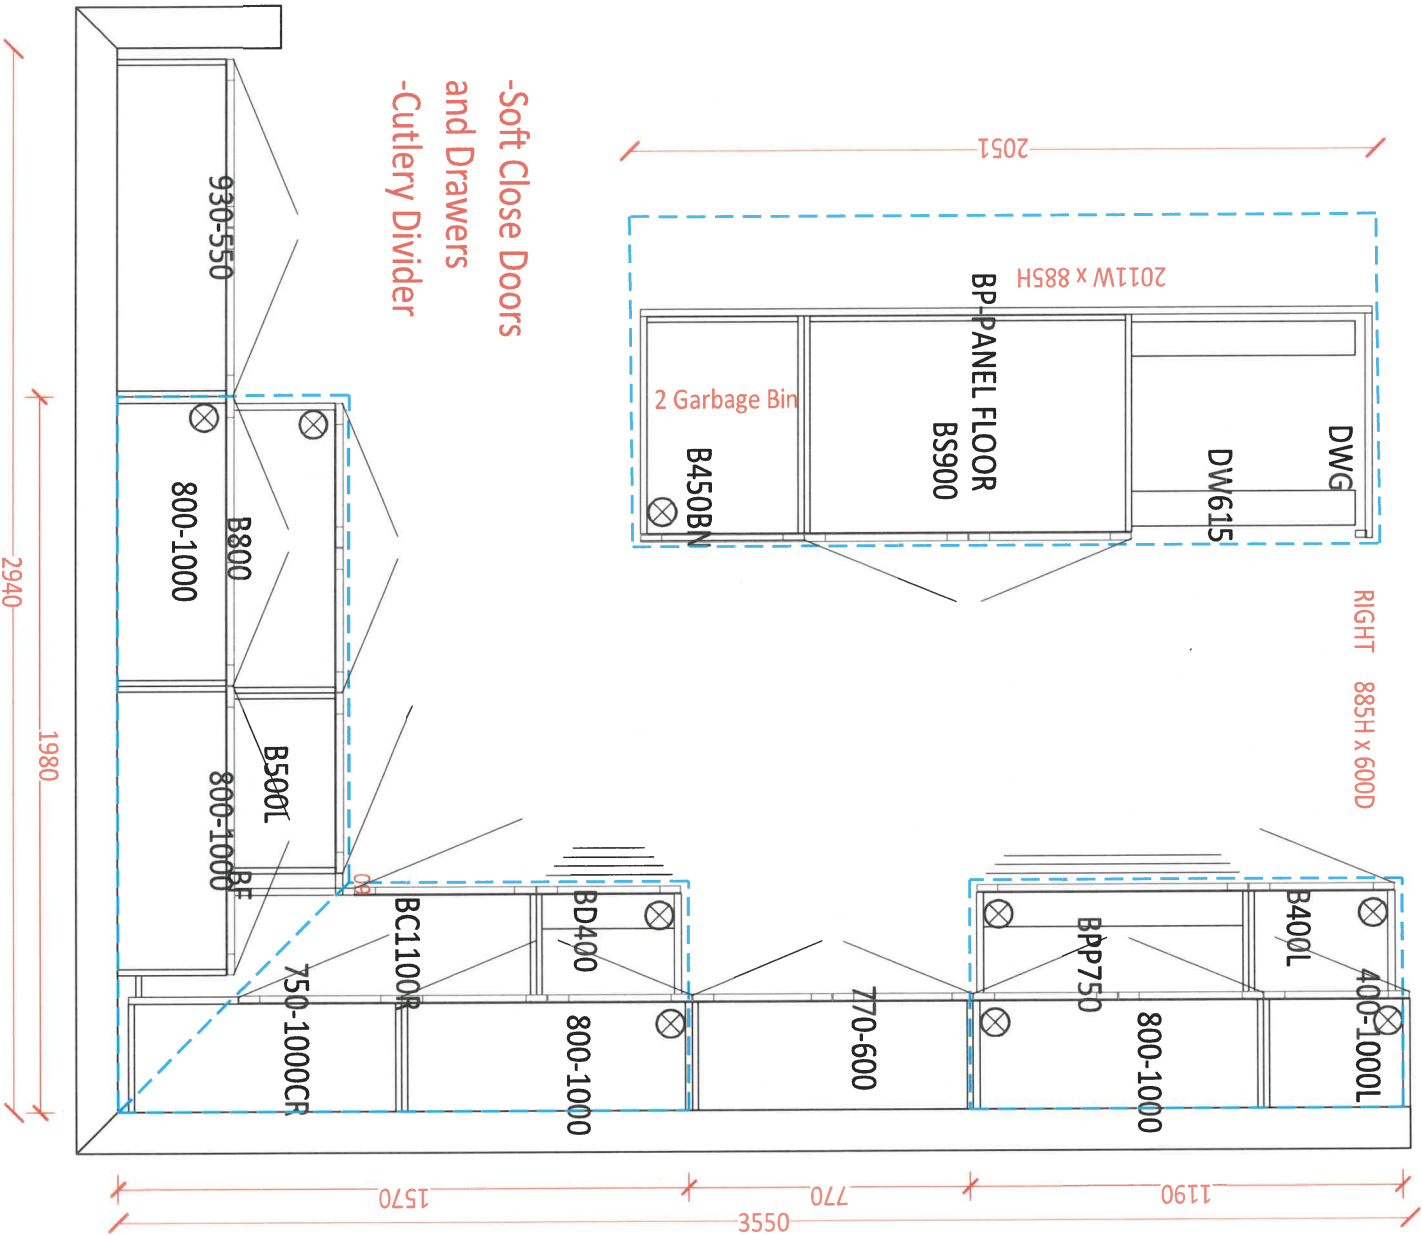 -Soft Close Doors
and Drawers
-Cutlery Divider
2051
2011W x 885H
BP-PANEL FLOOR
BS900
2 Garbage Bin
B450BN
DW615
DWG
RIGHT 885H x 600D
930-550
800-1000
B800
800-1000
B500L
BF
60
2940
1980
BC1100R
BD400
750-1000CR
800-1000
770-600
BPP750
B400L
800-1000
400-1000L
1570
770
1190
3550